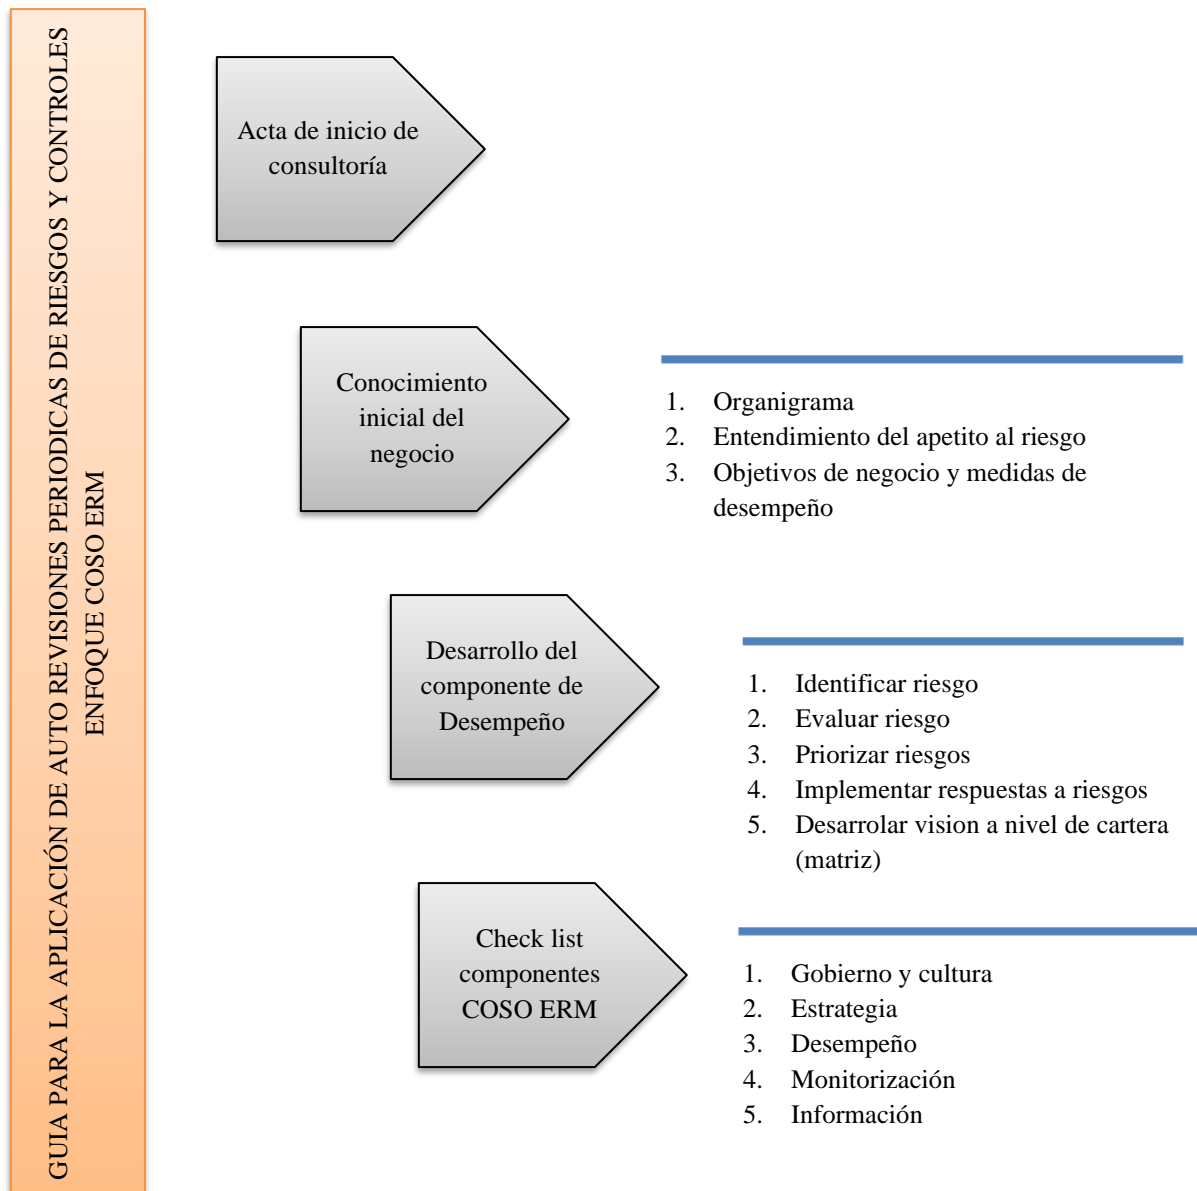 GUIA PARA LA APLICACIÓN DE AUTO REVISIONES PERIODICAS DE RIESGOS Y CONTROLES
ENFOQUE COSO ERM
Acta de inicio de
consultoría
Conocimiento
inicial del
negocio
1. Organigrama
2. Entendimiento del apetito al riesgo
3. Objetivos de negocio y medidas de
desempeño
Desarrollo del
componente de
Desempeño
1. Identificar riesgo
2. Evaluar riesgo
3. Priorizar riesgos
4. Implementar respuestas a riesgos
5. Desarrolar vision a nivel de cartera
(matriz)
Check list
componentes
COSO ERM
1. Gobierno y cultura
2. Estrategia
3. Desempeño
4. Monitorización
5. Información